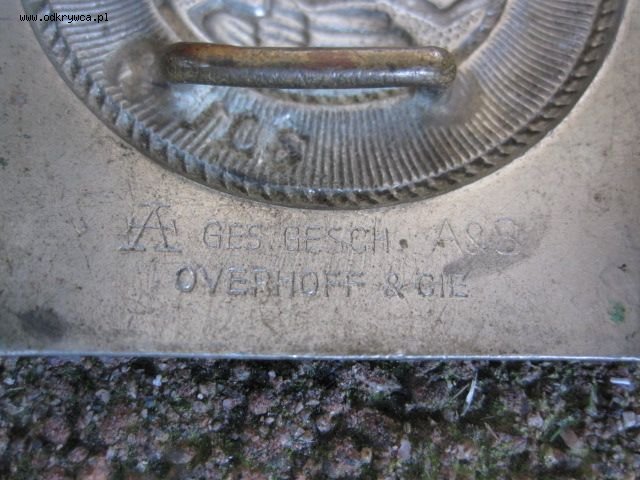 www.odkrywca.pl
A GES. GESCH. A&S
OVERHOFF & CIE